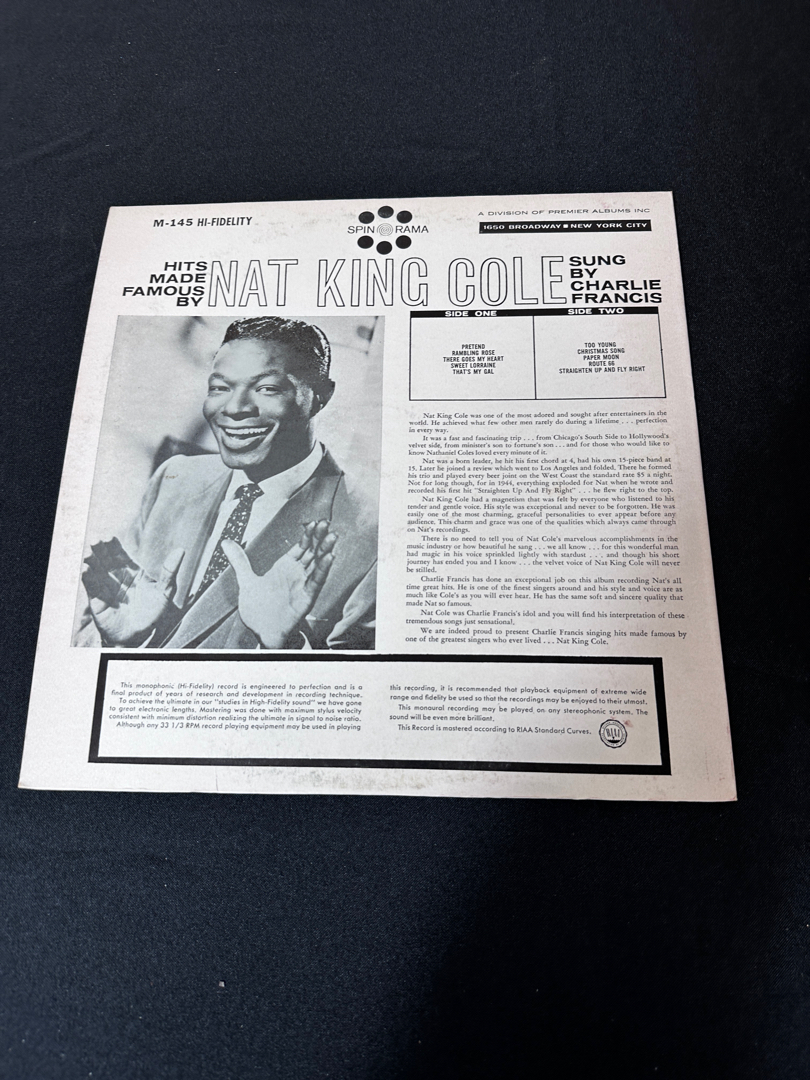 M-145 HI-FIDELITY
SPIN RAMA
A DIVISION OF PREMIER ALBUMS INC
1650 BROADWAY ■ NEW YORK CITY
HITS
MADE
FAMOUS
BY
NAT KING COLE
SUNG
BY
CHARLIE
FRANCIS
SIDE ONE
PRETEND
RAMBLING ROSE
THERE GOES MY HEART
SWEET LORRAINE
THAT'S MY GAL
SIDE TWO
TOO YOUNG
CHRISTMAS SONG
PAPER MOON
ROUTE 66
STRAIGHTEN UP AND FLY RIGHT
Nat King Cole was one of the most adored and sought after entertainers in the
world. He achieved what few other men rarely do during a lifetime . . . perfection
in every way.
It was a fast and fascinating trip . . . from Chicago's South Side to Hollywood's
velvet side, from minister's son to fortune's son . . . and for those who would like to
know Nathaniel Coles loved every minute of it.
Nat was a born leader, he hit his first chord at 4, had his own 15-piece band at
15. Later he joined a review which went to Los Angeles and folded. There he formed
his trio and played every beer joint on the West Coast the standard rate $5 a night.
Not for long though, for in 1944, everything exploded for Nat when he wrote and
recorded his first hit "Straighten Up And Fly Right" . . . he flew right to the top.
Nat King Cole had a magnetism that was felt by everyone who listened to his
tender and gentle voice. His style was exceptional and never to be forgotten. He was
easily one of the most charming, graceful personalities to ever appear before any
audience. This charm and grace was one of the qualities which always came through
on Nat's recordings.
There is no need to tell you of Nat Cole's marvelous accomplishments in the
music industry or how beautiful he sang . . . we all know . . . for this wonderful man
had magic in his voice sprinkled lightly with stardust . . . and though his short
journey has ended you and I know . . . the velvet voice of Nat King Cole will never
be stilled.
Charlie Francis has done an exceptional job on this album recording Nat's all
time great hits. He is one of the finest singers around and his style and voice are as
much like Cole's as you will ever hear. He has the same soft and sincere quality that
made Nat so famous.
Nat Cole was Charlie Francis's idol and you will find his interpretation of these
tremendous songs just sensational.
We are indeed proud to present Charlie Francis singing hits made famous by
one of the greatest singers who ever lived . . . Nat King Cole.
This monophonic (Hi-Fidelity) record is engineered to perfection and is a
final product of years of research and development in recording technique.
To achieve the ultimate in our "studies in High-Fidelity sound" we have gone
to great electronic lengths. Mastering was done with maximum stylus velocity
consistent with minimum distortion realizing the ultimate in signal to noise ratio.
Although any 33 1/3 RPM record playing equipment may be used in playing
this recording, it is recommended that playback equipment of extreme wide
range and fidelity be used so that the recordings may be enjoyed to their utmost.
This monaural recording may be played on any stereophonic system. The
sound will be even more brilliant.
This Record is mastered according to RIAA Standard Curves.